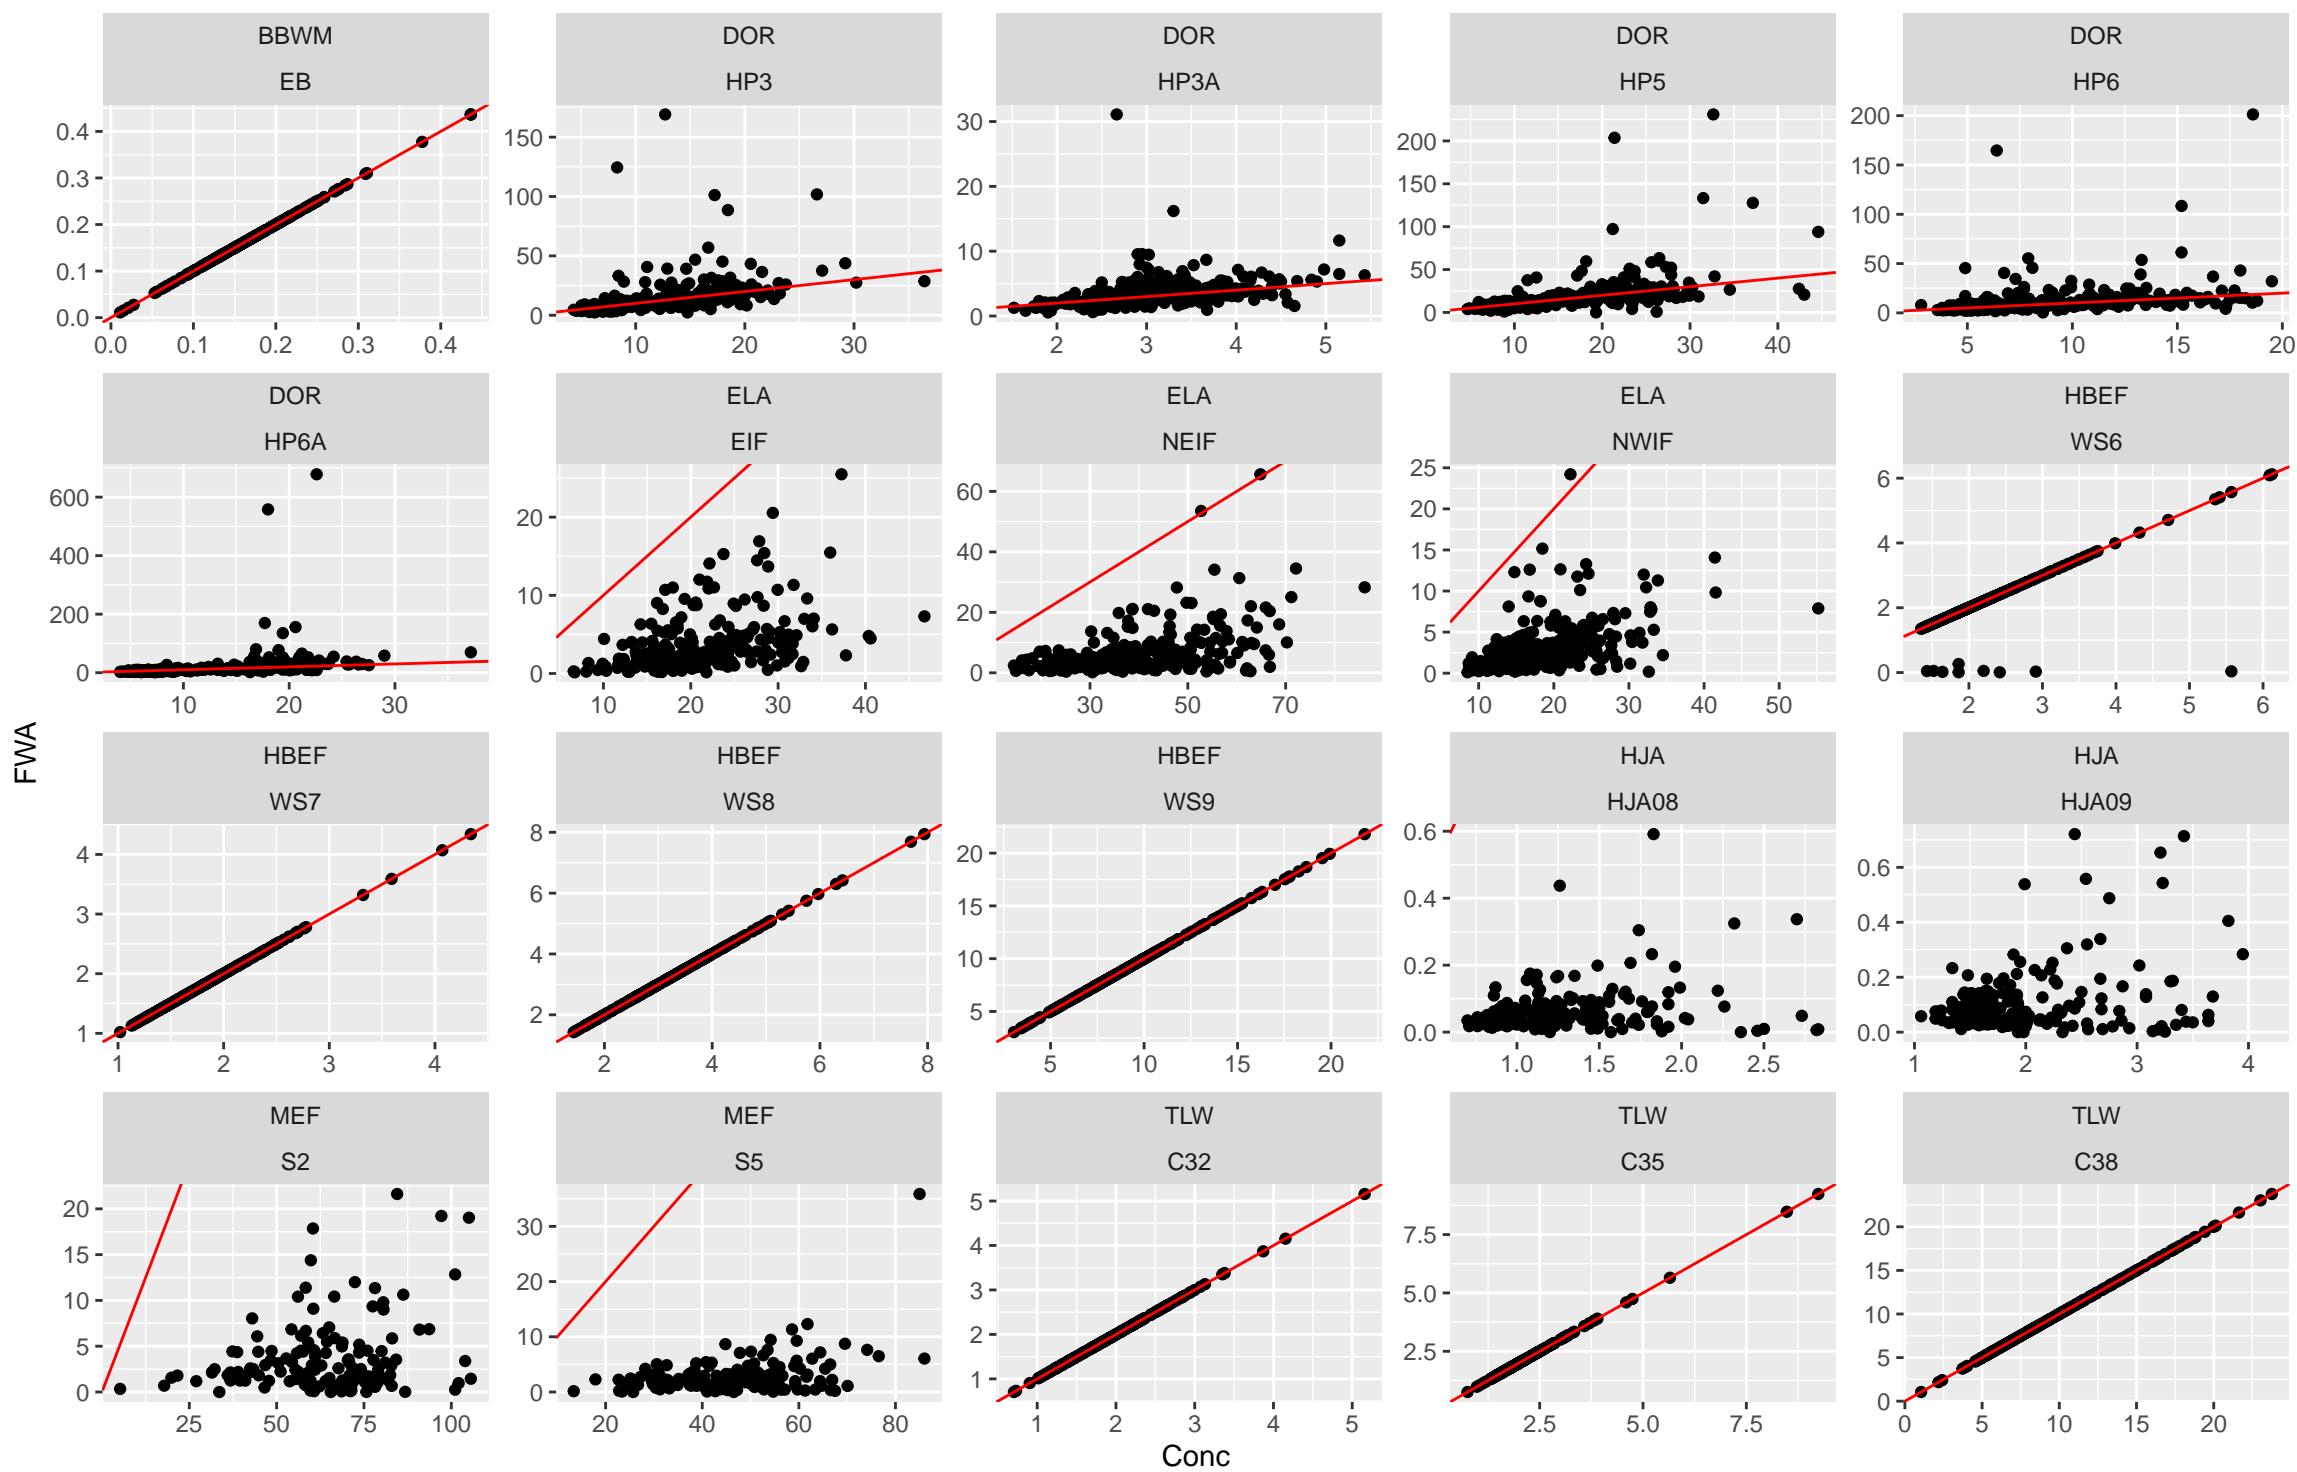 BBWM
EB
0.4
0.3
0.2
0.1
0.0
0.0 0.1 0.2 0.3 0.4
DOR
HP3
150
100
50
0
10 20 30
DOR
HP3A
30
20
10
0
2 3 4 5
DOR
HP5
200
150
100
50
0
10 20 30 40
DOR
HP6
200
150
100
50
0
5 10 15 20
DOR
HP6A
600
400
200
0
10 20 30
ELA
EIF
20
10
0
10 20 30 40
ELA
NEIF
60
40
20
0
30 50 70
ELA
NWIF
25
20
15
10
5
0
10 20 30 40 50
HBEF
WS6
6
4
2
0
2 3 4 5 6
FWA
HBEF
WS7
4
3
2
1
1 2 3 4
HBEF
WS8
8
6
4
2
2 4 6 8
HBEF
WS9
20
15
10
5
5 10 15 20
HJA
HJA08
0.6
0.4
0.2
0.0
1.0 1.5 2.0 2.5
HJA
HJA09
0.6
0.4
0.2
0.0
1 2 3 4
MEF
S2
20
15
10
5
0
25 50 75 100
MEF
S5
30
20
10
0
20 40 60 80
TLW
C32
5
4
3
2
1
1 2 3 4 5
TLW
C35
7.5
5.0
2.5
2.5 5.0 7.5
TLW
C38
20
15
10
5
0
0 5 10 15 20
Conc